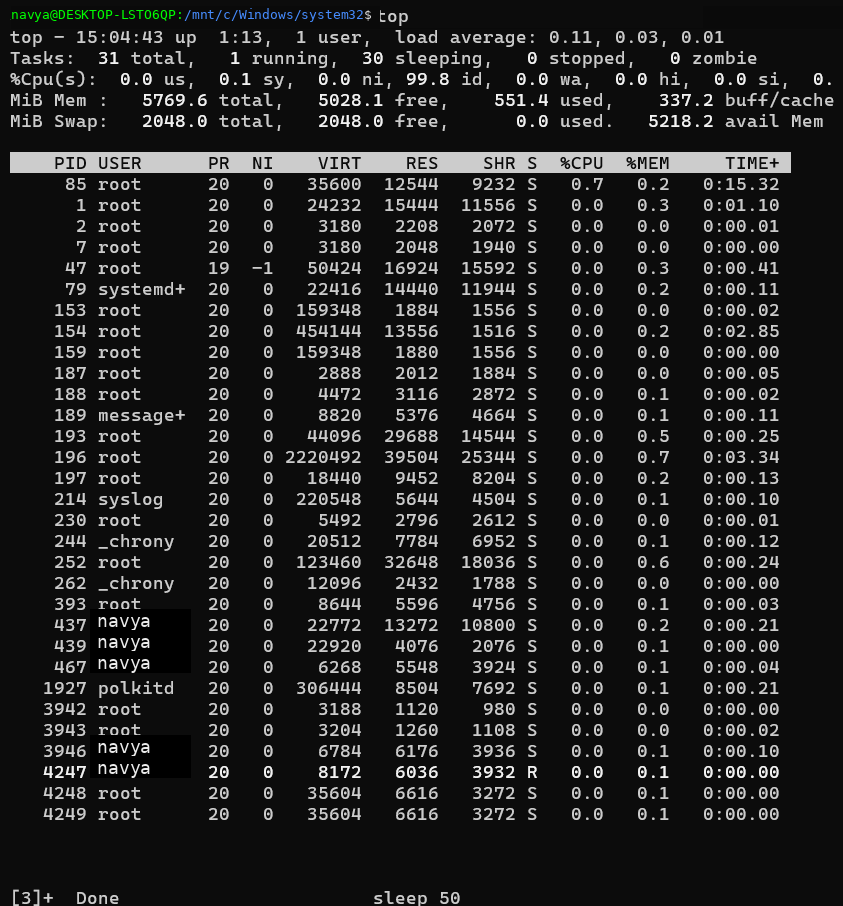 navya@DESKTOP-LSTO6QP:/mnt/c/Windows/system32$ top
top - 15:04:43 up  1:13,  1 user,  load average: 0.11, 0.03, 0.01
Tasks:  31 total,   1 running,  30 sleeping,   0 stopped,   0 zombie
%Cpu(s):  0.0 us,  0.1 sy,  0.0 ni, 99.8 id,  0.0 wa,  0.0 hi,  0.0 si,  0.
MiB Mem :   5769.6 total,   5028.1 free,    551.4 used,    337.2 buff/cache
MiB Swap:   2048.0 total,   2048.0 free,      0.0 used.   5218.2 avail Mem
PID USER      PR  NI    VIRT    RES    SHR S  %CPU  %MEM     TIME+
85 root      20   0   35600  12544   9232 S   0.7   0.2   0:15.32
1 root      20   0   24232  15444  11556 S   0.0   0.3   0:01.10
2 root      20   0    3180   2208   2072 S   0.0   0.0   0:00.01
7 root      20   0    3180   2048   1940 S   0.0   0.0   0:00.00
47 root      19  -1   50424  16924  15592 S   0.0   0.3   0:00.41
79 systemd+  20   0   22416  14440  11944 S   0.0   0.2   0:00.11
153 root      20   0  159348   1884   1556 S   0.0   0.0   0:00.02
154 root      20   0  454144  13556   1516 S   0.0   0.2   0:02.85
159 root      20   0  159348   1880   1556 S   0.0   0.0   0:00.00
187 root      20   0    2888   2012   1884 S   0.0   0.0   0:00.05
188 root      20   0    4472   3116   2872 S   0.0   0.1   0:00.02
189 message+  20   0    8820   5376   4664 S   0.0   0.1   0:00.11
193 root      20   0   44096  29688  14544 S   0.0   0.5   0:00.25
196 root      20   0 2220492  39504  25344 S   0.0   0.7   0:03.34
197 root      20   0   18440   9452   8204 S   0.0   0.2   0:00.13
214 syslog    20   0  220548   5644   4504 S   0.0   0.1   0:00.10
230 root      20   0    5492   2796   2612 S   0.0   0.0   0:00.01
244 _chrony   20   0   20512   7784   6952 S   0.0   0.1   0:00.12
252 root      20   0  123460  32648  18036 S   0.0   0.6   0:00.24
262 _chrony   20   0   12096   2432   1788 S   0.0   0.0   0:00.00
393 root      20   0    8644   5596   4756 S   0.0   0.1   0:00.03
437 navya     20   0   22772  13272  10800 S   0.0   0.2   0:00.21
439 navya     20   0   22920   4076   2076 S   0.0   0.1   0:00.00
467 navya     20   0    6268   5548   3924 S   0.0   0.1   0:00.04
1927 polkitd   20   0  306444   8504   7692 S   0.0   0.1   0:00.21
3942 root      20   0    3188   1120    980 S   0.0   0.0   0:00.00
3943 root      20   0    3204   1260   1108 S   0.0   0.0   0:00.02
3946 navya     20   0    6784   6176   3936 S   0.0   0.1   0:00.10
4247 navya     20   0    8172   6036   3932 R   0.0   0.1   0:00.00
4248 root      20   0   35604   6616   3272 S   0.0   0.1   0:00.00
4249 root      20   0   35604   6616   3272 S   0.0   0.1   0:00.00
[3]+  Done                       sleep 50